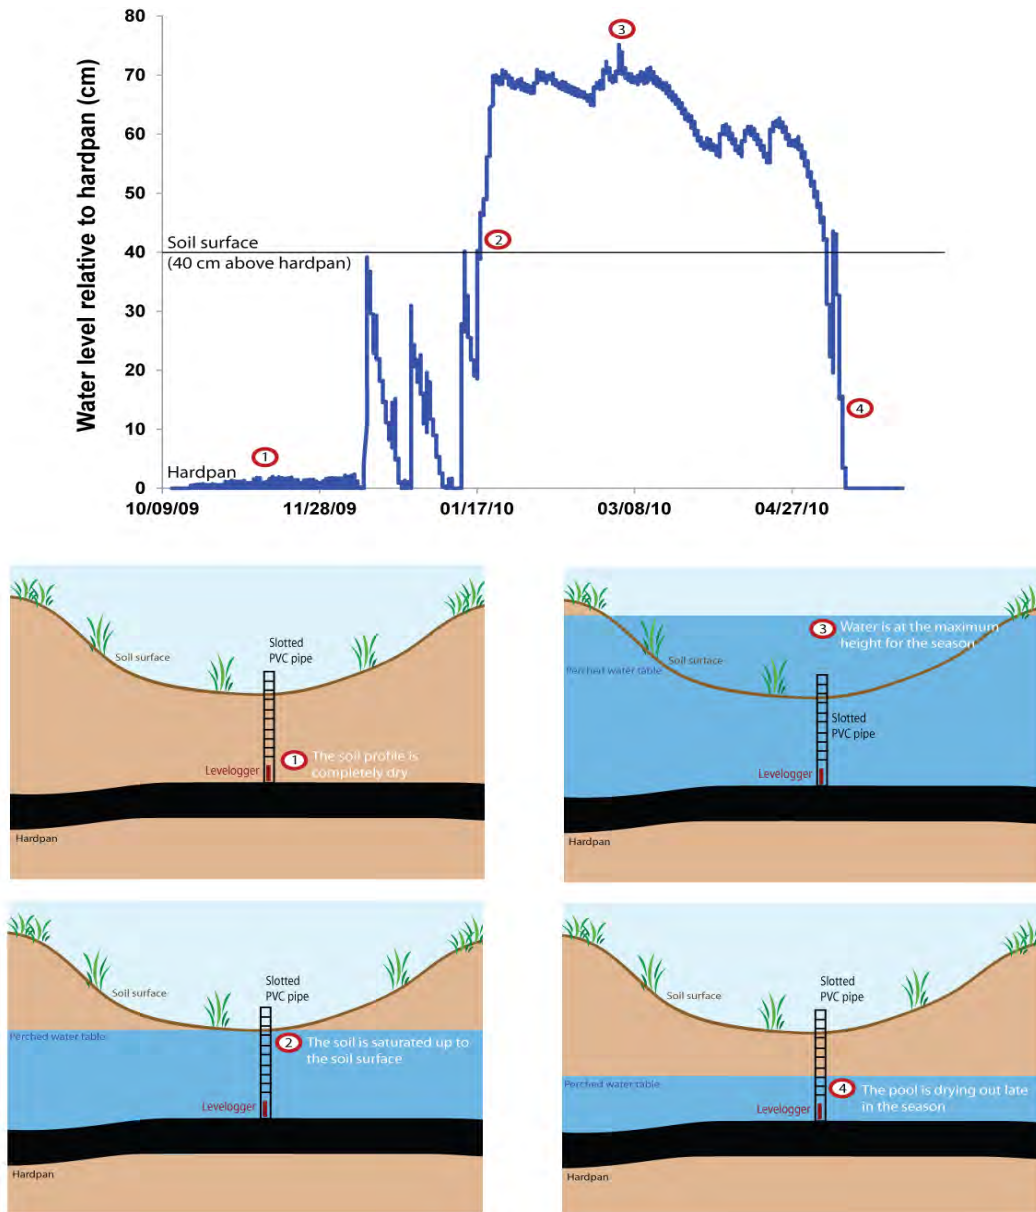 Water level relative to hardpan (cm)
80
70
60
50
40
30
20
10
0
3
2
Soil surface
(40 cm above hardpan)
4
1
Hardpan
10/09/09
11/28/09
01/17/10
03/08/10
04/27/10
Slotted
PVC pipe
Soil surface
1 The soil profile is
completely dry
Levelogger
Hardpan
3 Water is at the maximum
height for the season
Soil surface
Perched water table
Slotted
PVC pipe
Levelogger
Hardpan
Slotted
PVC pipe
Soil surface
Perched water table
2 The soil is saturated up to
the soil surface
Levelogger
Hardpan
Slotted
PVC pipe
Soil surface
Perched water table
4 The pool is drying out late
in the season
Levelogger
Hardpan